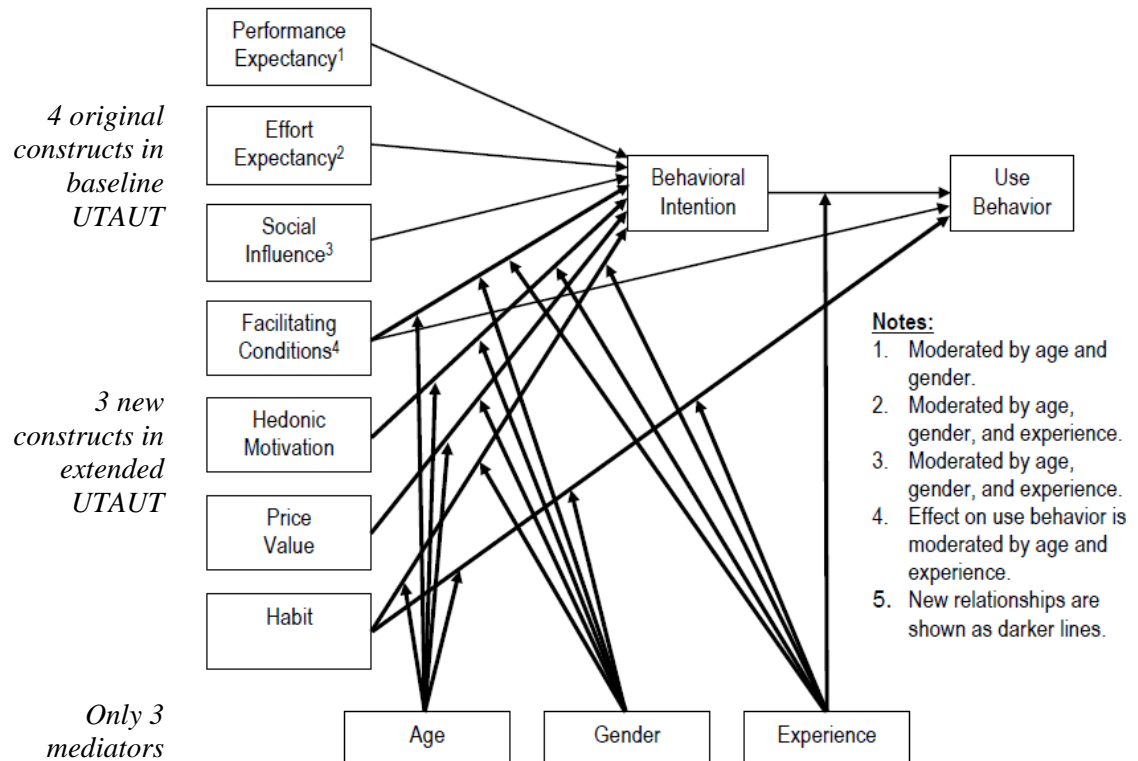 Performance
Expectancy1
4 original
constructs in
baseline
UTAUT
Effort
Expectancy2
Social
Influence3
Facilitating
Conditions4
3 new
constructs in
extended
UTAUT
Hedonic
Motivation
Price
Value
Habit
Behavioral
Intention
Use
Behavior
Notes:
1. Moderated by age and
gender.
2. Moderated by age,
gender, and experience.
3. Moderated by age,
gender, and experience.
4. Effect on use behavior is
moderated by age and
experience.
5. New relationships are
shown as darker lines.
Only 3
mediators
Age
Gender
Experience